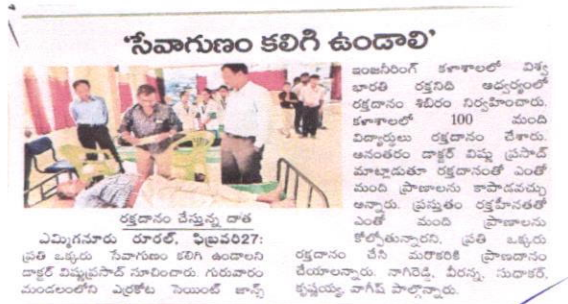 'సేవాగుణం కలిగి ఉండాలి'
రక్తదానం చేస్తున్న దాత
ఎమ్మిగనూరు రూరల్, ఫిబ్రవరి27:
ప్రతి ఒక్కరు సేవాగుణం కలిగి ఉండాలని
డాక్టర్ విష్ణుప్రసాద్ సూచించారు. గురువారం
మండలంలోని ఎర్రకోట సెయింట్ జాన్స్
ఇంజనీరింగ్ కళాశాలలో విశ్వ
భారతి రక్తనిధి ఆధ్వర్యంలో
రక్తదానం శిబిరం నిర్వహించారు.
కళాశాలలో 100 మంది
విద్యార్థులు రక్తదానం చేశారు.
అనంతరం డాక్టర్ విష్ణు ప్రసాద్
మాట్లాడుతూ రక్తదానంతో ఎంతో
మంది ప్రాణాలను కాపాడవచ్చు
అన్నారు. ప్రస్తుతం రక్తహీనతతో
ఎంతో మంది ప్రాణాలను
కోల్పోతున్నారని, ప్రతి ఒక్కరు
రక్తదానం చేసి మరొకరికి ప్రాణదానం
చేయాలన్నారు. నాగిరెడ్డి, వీరన్న, సుధాకర్,
కృష్ణయ్య, వాగీష్ పాల్గొన్నారు.